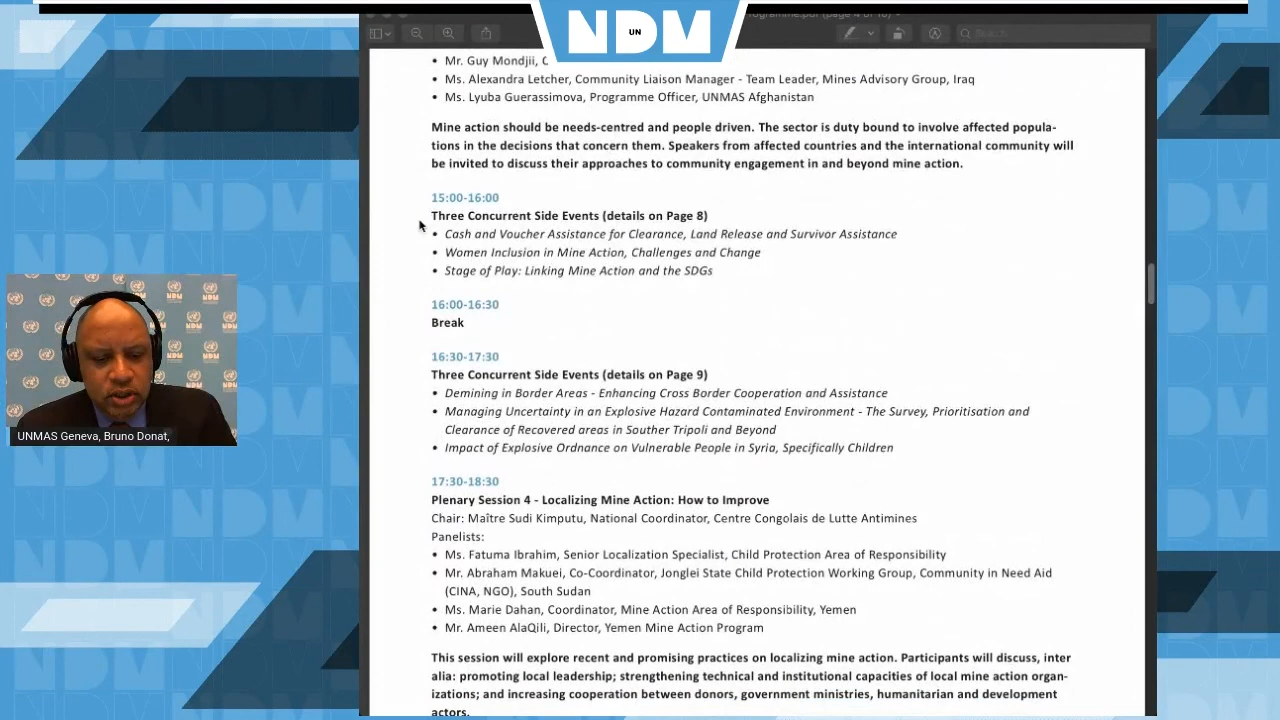 NDM
UN
ogramme.pdf (page 4 of 16)
Search
• Mr. Guy Mondjii, C
• Ms. Alexandra Letcher, Community Liaison Manager - Team Leader, Mines Advisory Group, Iraq
• Ms. Lyuba Guerassimova, Programme Officer, UNMAS Afghanistan
Mine action should be needs-centred and people driven. The sector is duty bound to involve affected popula-
tions in the decisions that concern them. Speakers from affected countries and the international community will
be invited to discuss their approaches to community engagement in and beyond mine action.
15:00-16:00
Three Concurrent Side Events (details on Page 8)
• Cash and Voucher Assistance for Clearance, Land Release and Survivor Assistance
• Women Inclusion in Mine Action, Challenges and Change
• Stage of Play: Linking Mine Action and the SDGs
16:00-16:30
Break
16:30-17:30
Three Concurrent Side Events (details on Page 9)
• Demining in Border Areas - Enhancing Cross Border Cooperation and Assistance
• Managing Uncertainty in an Explosive Hazard Contaminated Environment - The Survey, Prioritisation and
Clearance of Recovered areas in Souther Tripoli and Beyond
• Impact of Explosive Ordnance on Vulnerable People in Syria, Specifically Children
17:30-18:30
Plenary Session 4 - Localizing Mine Action: How to Improve
Chair: Maître Sudi Kimputu, National Coordinator, Centre Congolais de Lutte Antimines
Panelists:
• Ms. Fatuma Ibrahim, Senior Localization Specialist, Child Protection Area of Responsibility
• Mr. Abraham Makuei, Co-Coordinator, Jonglei State Child Protection Working Group, Community in Need Aid
(CINA, NGO), South Sudan
• Ms. Marie Dahan, Coordinator, Mine Action Area of Responsibility, Yemen
• Mr. Ameen AlaQili, Director, Yemen Mine Action Program
This session will explore recent and promising practices on localizing mine action. Participants will discuss, inter
alia: promoting local leadership; strengthening technical and institutional capacities of local mine action organ-
izations; and increasing cooperation between donors, government ministries, humanitarian and development
actors.
UNMAS Geneva, Bruno Donat,